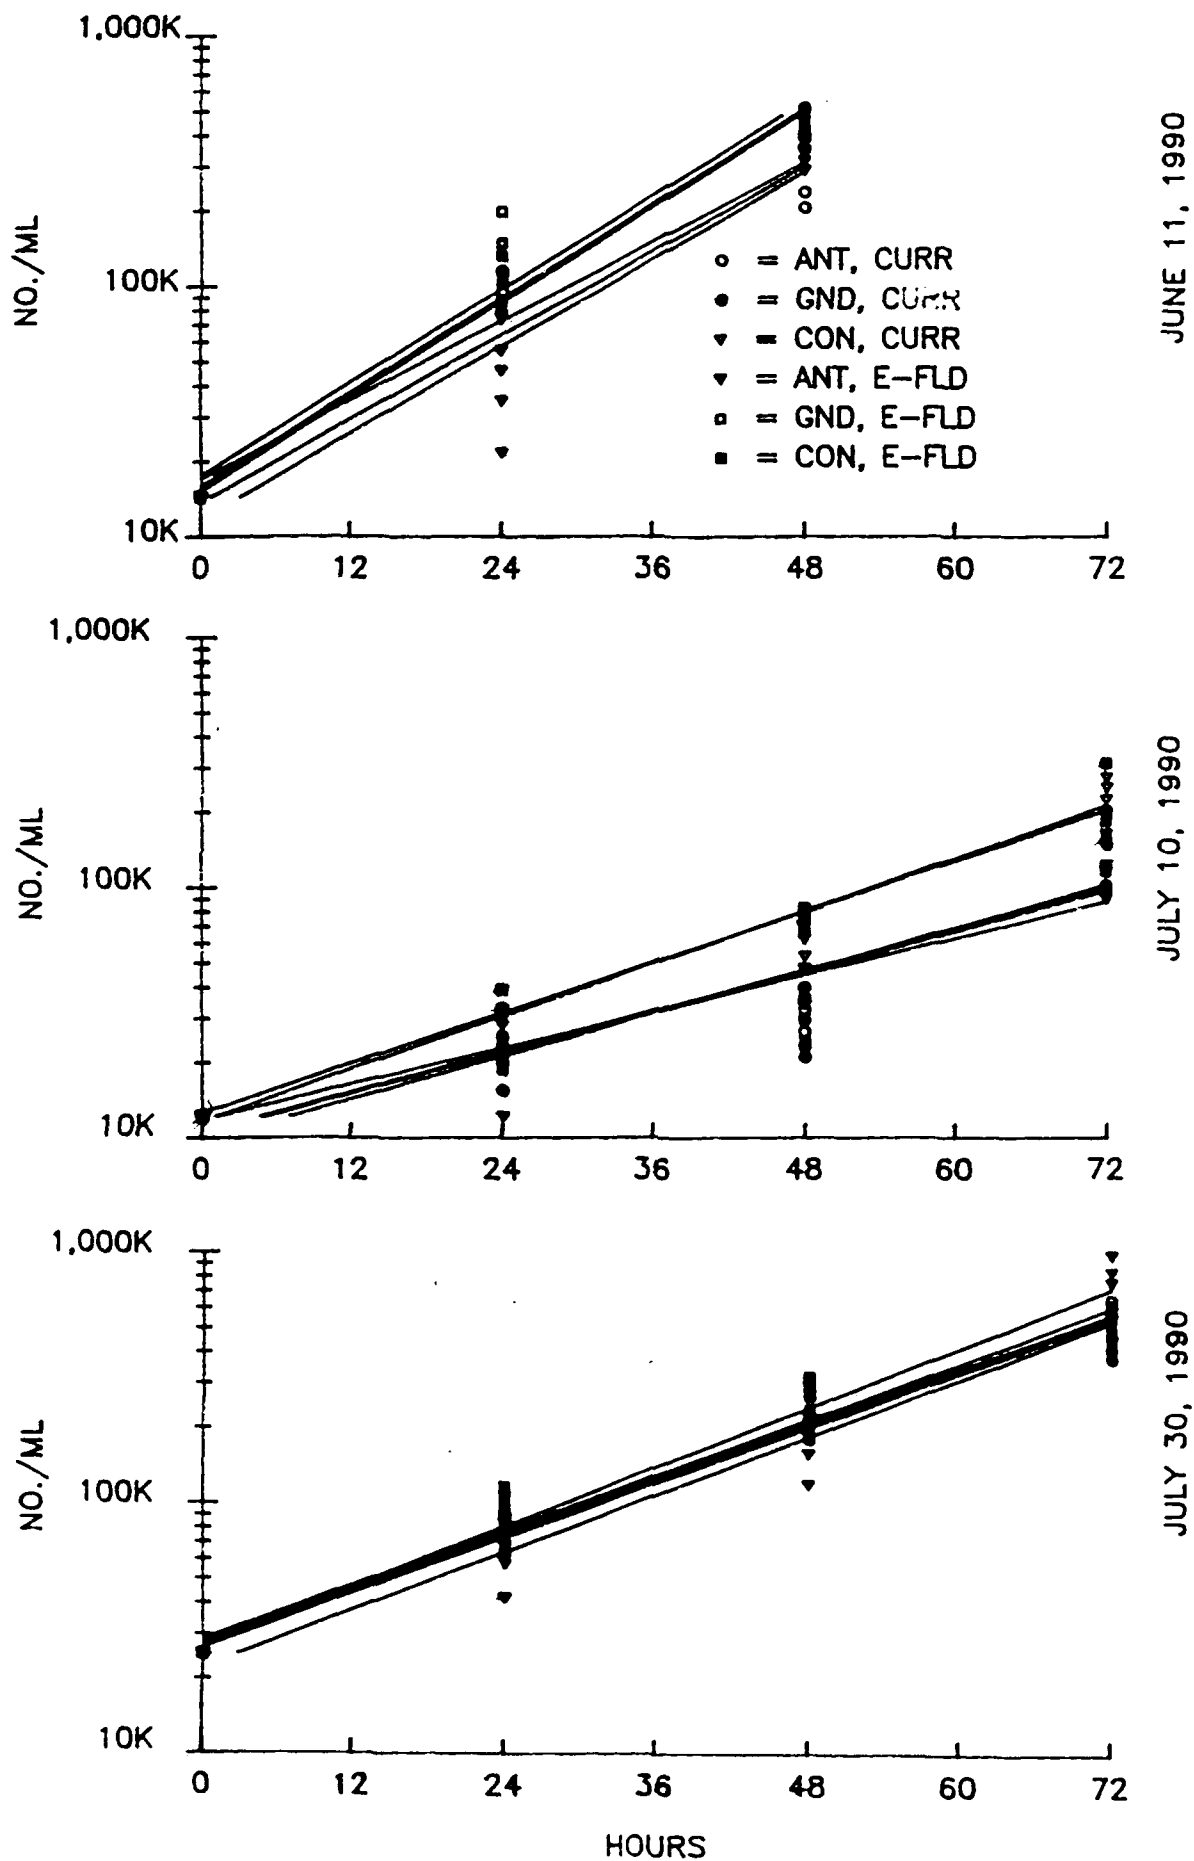 1,000K
100K
10K
NO./ML
0 12 24 36 48 60 72
JUNE 11, 1990
o = ANT, CURR
● = GND, CURR
▼ = CON, CURR
▼ = ANT, E-FLD
□ = GND, E-FLD
■ = CON, E-FLD
1,000K
100K
10K
NO./ML
0 12 24 36 48 60 72
JULY 10, 1990
1,000K
100K
10K
NO./ML
0 12 24 36 48 60 72
JULY 30, 1990
HOURS